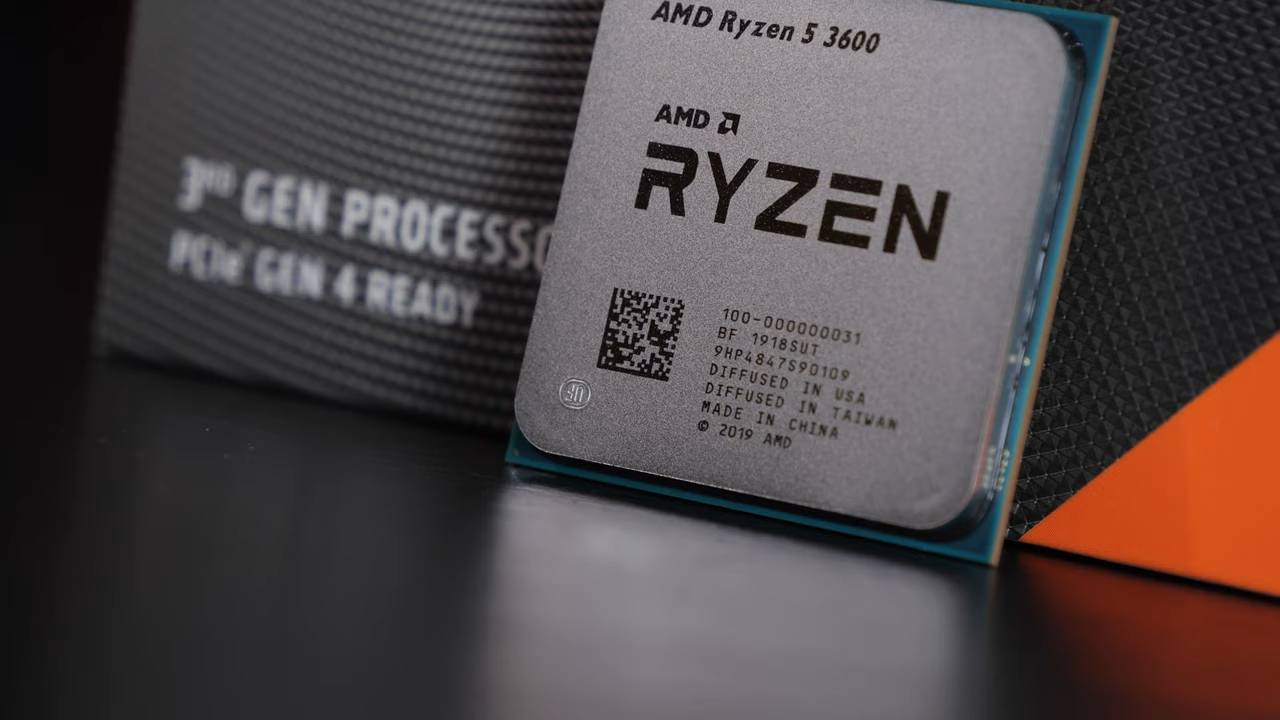 AMD Ryzen 5 3600
AMD
RYZEN
100-000000031
BF 1918SUT
9HP4847S90109
DIFFUSED IN USA
DIFFUSED IN TAIWAN
MADE IN CHINA
© 2019 AMD
3RD GEN PROCESSO
PCIe® GEN 4 READY